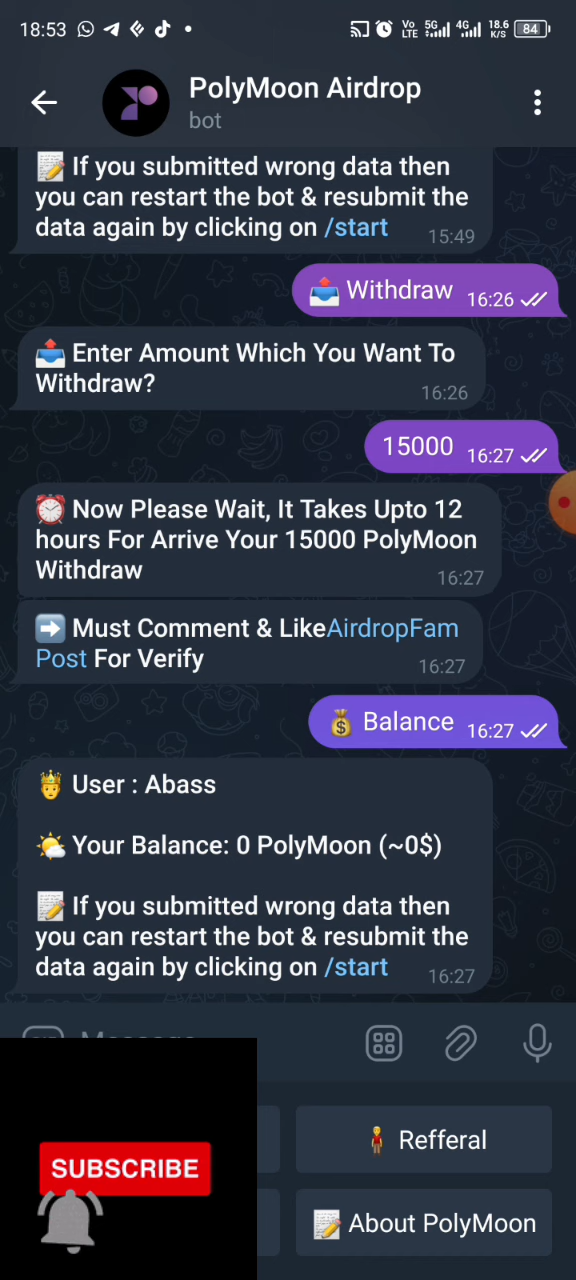 18:53 Vo LTE 5G 4G 18.6 K/S 84
PolyMoon Airdrop
bot
If you submitted wrong data then
you can restart the bot & resubmit the
data again by clicking on /start 15:49
Withdraw 16:26
Enter Amount Which You Want To
Withdraw? 16:26
15000 16:27
Now Please Wait, It Takes Upto 12
hours For Arrive Your 15000 PolyMoon
Withdraw 16:27
Must Comment & LikeAirdropFam
Post For Verify 16:27
Balance 16:27
User : Abass
Your Balance: 0 PolyMoon (~0$)
If you submitted wrong data then
you can restart the bot & resubmit the
data again by clicking on /start 16:27
Refferal
SUBSCRIBE
About PolyMoon